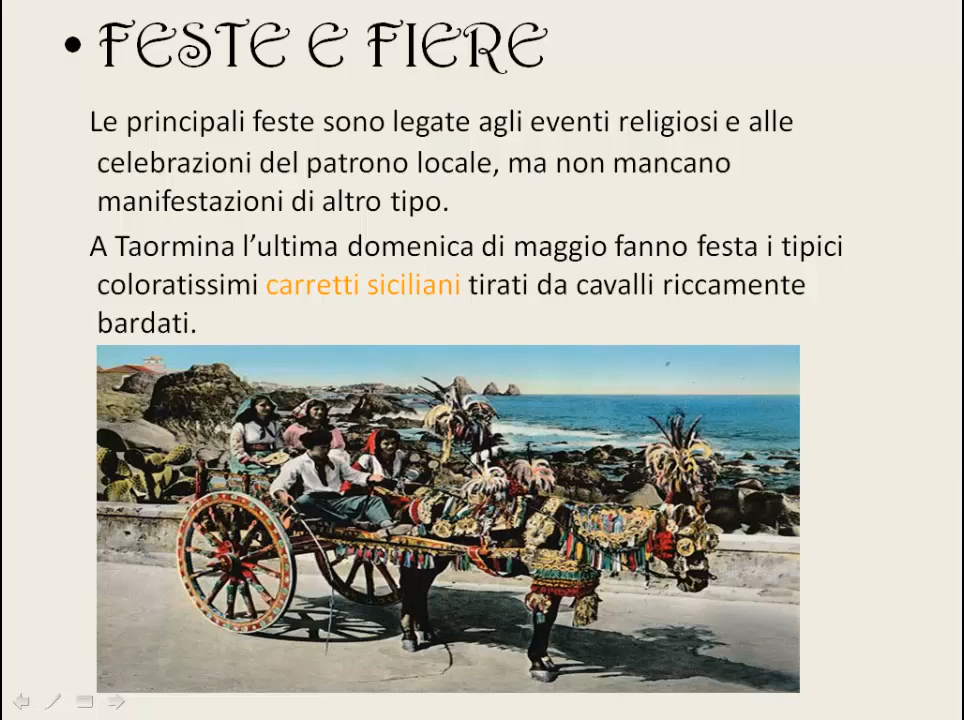 • FESTE E FIERE
Le principali feste sono legate agli eventi religiosi e alle
celebrazioni del patrono locale, ma non mancano
manifestazioni di altro tipo.
A Taormina l’ultima domenica di maggio fanno festa i tipici
coloratissimi carretti siciliani tirati da cavalli riccamente
bardati.